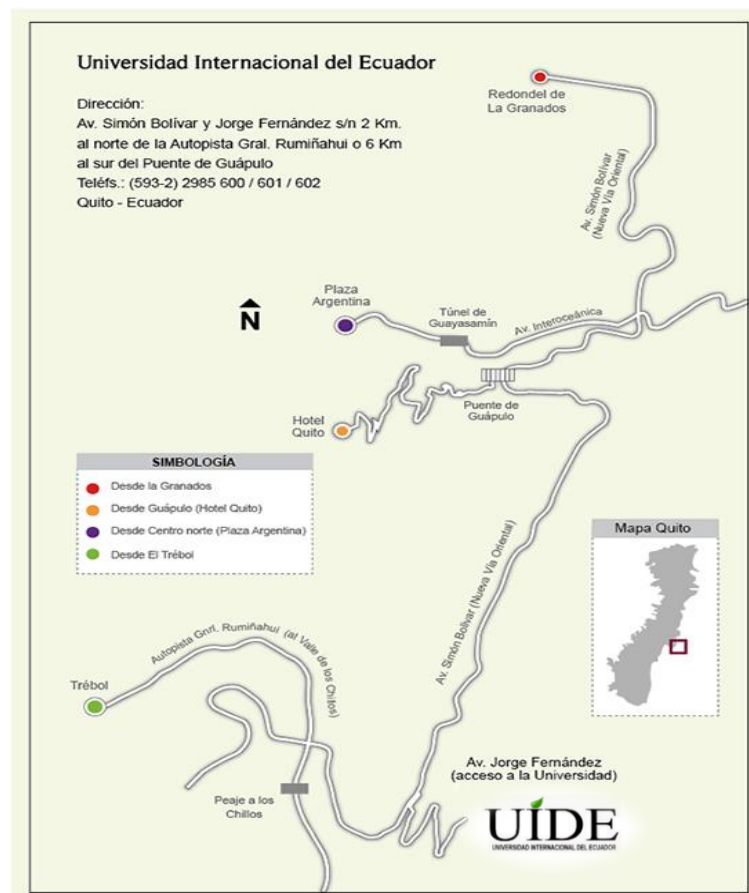 Universidad Internacional del Ecuador
Dirección:
Av. Simón Bolívar y Jorge Fernández s/n 2 Km.
al norte de la Autopista Gral. Rumiñahui o 6 Km
al sur del Puente de Guápulo
Teléfs.: (593-2) 2985 600 / 601 / 602
Quito - Ecuador
Redondel de
La Granados
Av. Simón Bolívar
(Nueva Vía Oriental)
Plaza
Argentina
N
Túnel de
Guayasamín
Av. Interoceánica
Puente de
Guápulo
Hotel
Quito
SIMBOLOGÍA
Desde la Granados
Desde Guápulo (Hotel Quito)
Desde Centro norte (Plaza Argentina)
Desde El Trébol
Av. Simón Bolívar (Nueva Vía Oriental)
Mapa Quito
Autopista Gnrl. Rumiñahui (al Valle de los Chillos)
Trébol
Peaje a los
Chillos
Av. Jorge Fernández
(acceso a la Universidad)
UIDE
UNIVERSIDAD INTERNACIONAL DEL ECUADOR